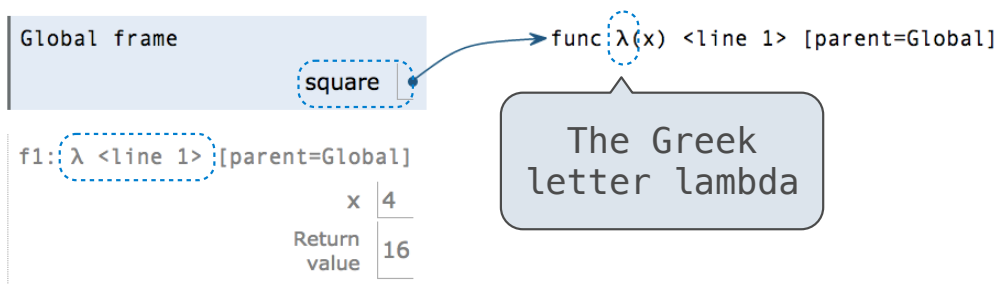 Global frame
func λ(x) <line 1> [parent=Global]
square
The Greek
letter lambda
f1: λ <line 1> [parent=Global]
x 4
Return
value
16